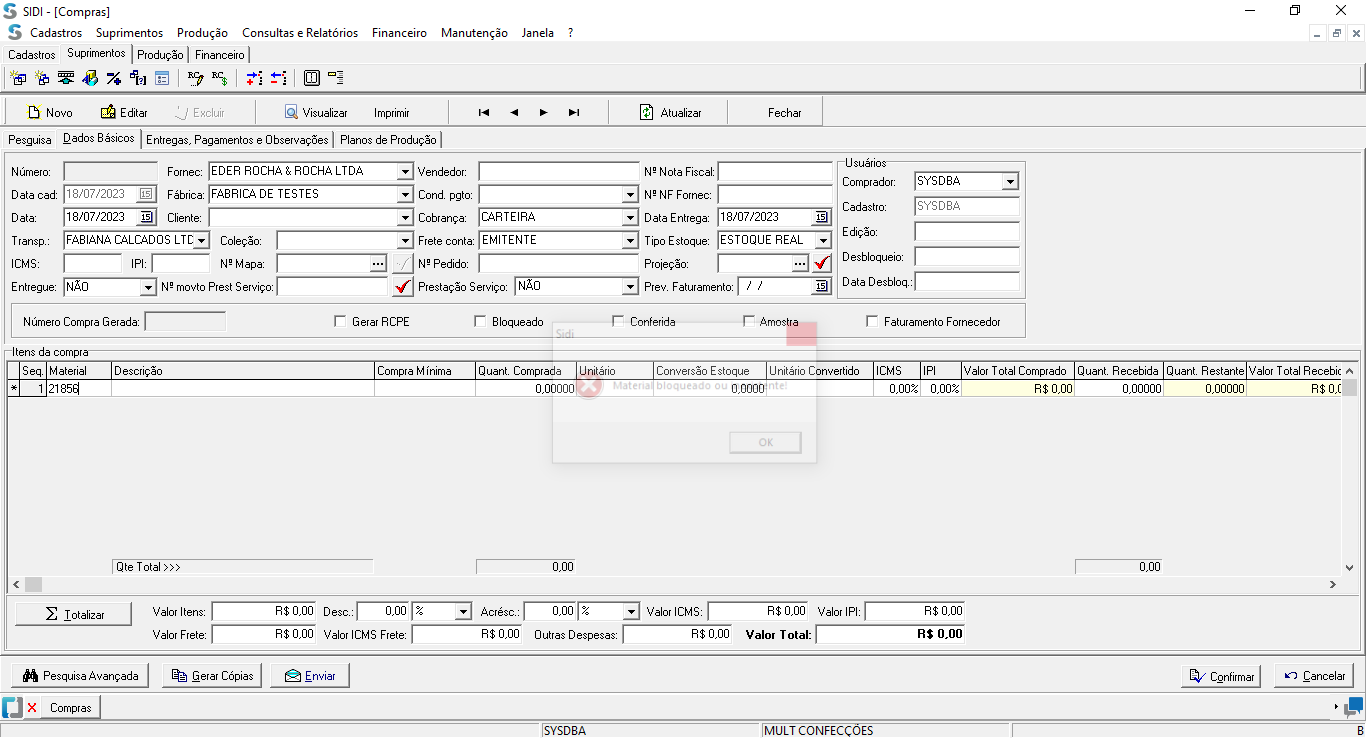 SIDI - [Compras]
Cadastros Suprimentos Produção Consultas e Relatórios Financeiro Manutenção Janela ?
Cadastros Suprimentos Produção Financeiro
Novo Editar Excluir Visualizar Imprimir Atualizar Fechar
Pesquisa Dados Básicos Entregas, Pagamentos e Observações Planos de Produção
Número: Fornec: EDER ROCHA & ROCHA LTDA Vendedor: Nº Nota Fiscal: Usuários
Data cad: 18/07/2023 15 Fábrica: FABRICA DE TESTES Cond. pgto: Nº NF Fornec: Comprador: SYSDBA
Data: 18/07/2023 15 Cliente: Cobrança: CARTEIRA Data Entrega: 18/07/2023 15 Cadastro: SYSDBA
Transp.: FABIANA CALCADOS LTC Coleção: Frete conta: EMITENTE Tipo Estoque: ESTOQUE REAL Edição:
ICMS: IPI: Nº Mapa: ... Nº Pedido: Projeção: ... Desbloqueio:
Entregue: NÃO Nº movto Prest Serviço: Prestação Serviço: NÃO Prev. Faturamento: / / 15 Data Desbloq.:
Número Compra Gerada: Gerar RCPE Bloqueado Conferida Amostra Faturamento Fornecedor
Sidi
Itens da compra
Seq. Material Descrição Compra Mínima Quant. Comprada Unitário Conversão Estoque Unitário Convertido ICMS IPI Valor Total Comprado Quant. Recebida Quant. Restante Valor Total Recebic
* 1 21856 0,00000 0,0000 0,00% 0,00% R$ 0,00 0,00000 0,00000 R$ 0,0
Material bloqueado ou
OK
Qte Total >>> 0,00 0,00
Totalizar Valor Itens: R$ 0,00 Desc.: 0,00 % Acrésc.: 0,00 % Valor ICMS: R$ 0,00 Valor IPI: R$ 0,00
Valor Frete: R$ 0,00 Valor ICMS Frete: R$ 0,00 Outras Despesas: R$ 0,00 Valor Total: R$ 0,00
Pesquisa Avançada Gerar Cópias Enviar Confirmar Cancelar
Compras
SYSDBA MULT CONFECÇÕES B